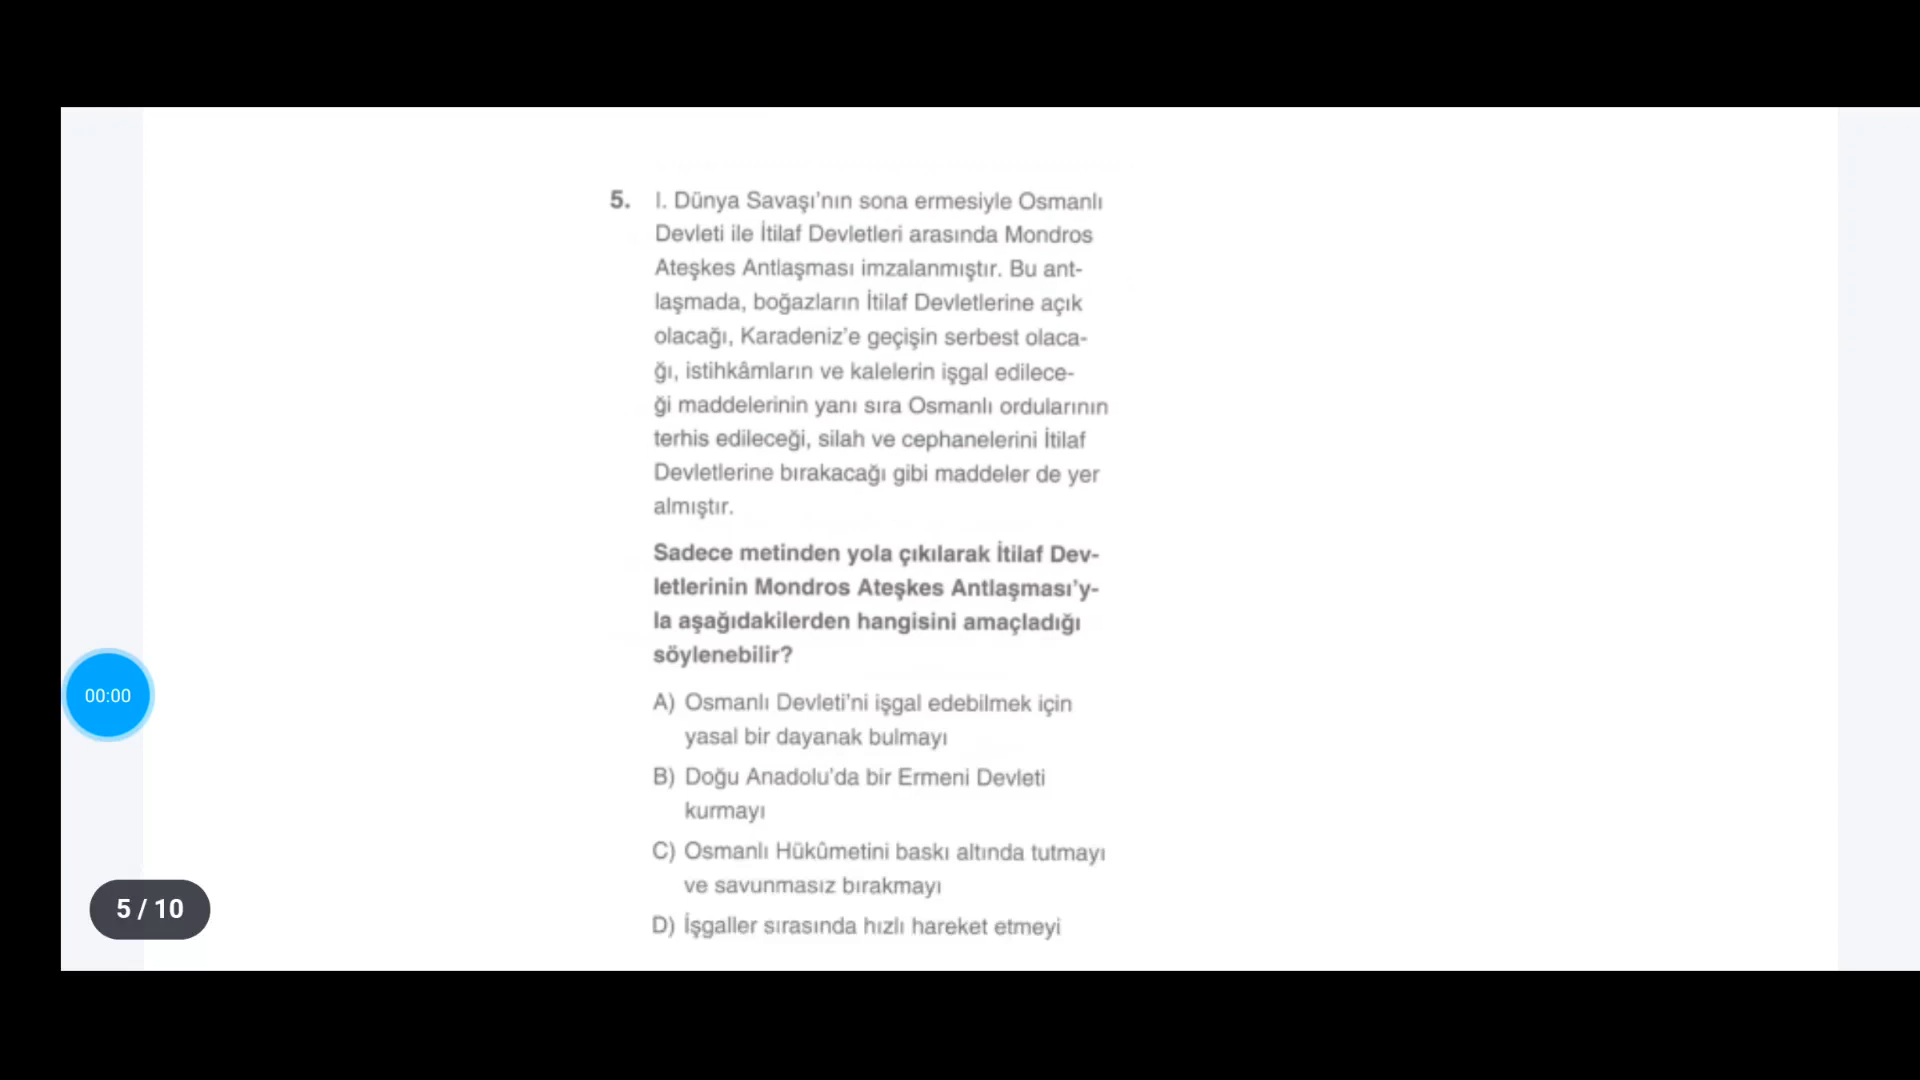 5. I. Dünya Savaşı'nın sona ermesiyle Osmanlı
Devleti ile İtilaf Devletleri arasında Mondros
Ateşkes Antlaşması imzalanmıştır. Bu ant-
laşmada, boğazların İtilaf Devletlerine açık
olacağı, Karadeniz'e geçişin serbest olaca-
ğı, istihkâmların ve kalelerin işgal edilece-
ği maddelerinin yanı sıra Osmanlı ordularının
terhis edileceği, silah ve cephanelerini İtilaf
Devletlerine bırakacağı gibi maddeler de yer
almıştır.
Sadece metinden yola çıkılarak İtilaf Dev-
letlerinin Mondros Ateşkes Antlaşması'y-
la aşağıdakilerden hangisini amaçladığı
söylenebilir?
A) Osmanlı Devleti'ni işgal edebilmek için
yasal bir dayanak bulmayı
B) Doğu Anadolu'da bir Ermeni Devleti
kurmayı
C) Osmanlı Hükûmetini baskı altında tutmayı
ve savunmasız bırakmayı
D) İşgaller sırasında hızlı hareket etmeyi
00:00
5 / 10